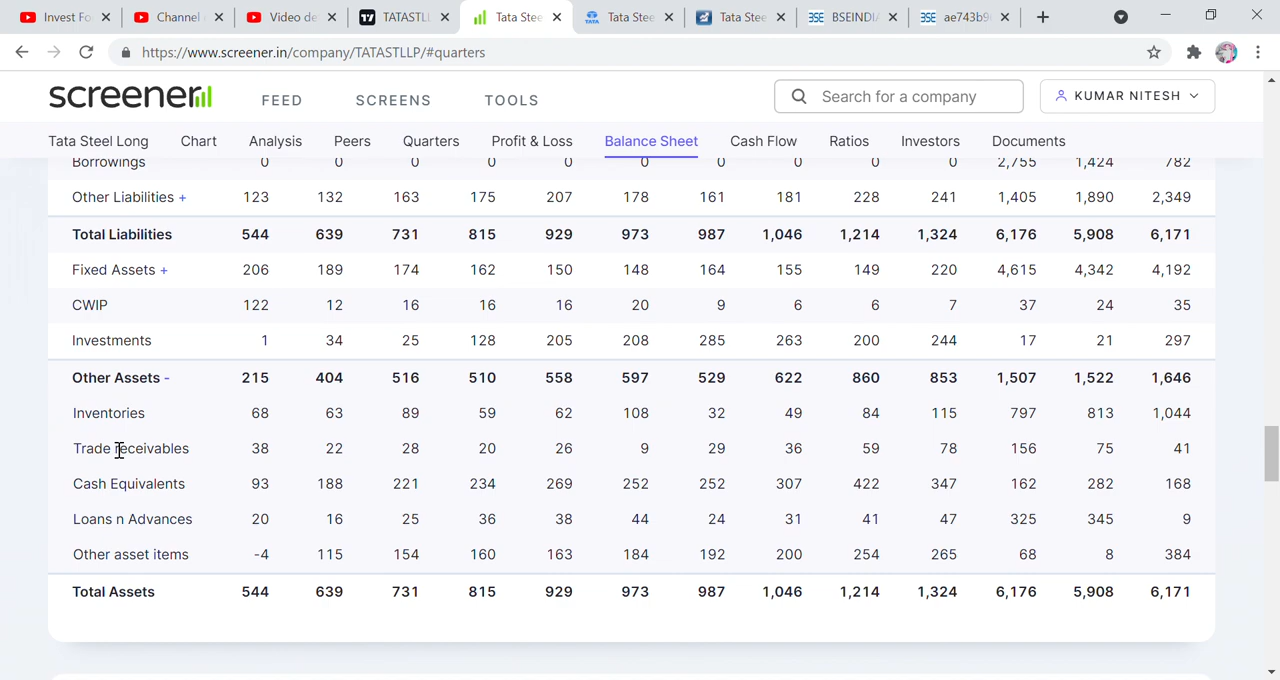 Invest Fo
Channel
Video de
TATASTLL
Tata Stee
Tata Stee
Tata Stee
BSEINDI
ae743b9
https://www.screener.in/company/TATASTLLP/#quarters
screener
FEED
SCREENS
TOOLS
Search for a company
KUMAR NITESH
Tata Steel Long Chart Analysis Peers Quarters Profit & Loss Balance Sheet Cash Flow Ratios Investors Documents
Borrowings 0 0 0 0 0 0 0 0 0 0 2,755 1,424 782
Other Liabilities + 123 132 163 175 207 178 161 181 228 241 1,405 1,890 2,349
Total Liabilities 544 639 731 815 929 973 987 1,046 1,214 1,324 6,176 5,908 6,171
Fixed Assets + 206 189 174 162 150 148 164 155 149 220 4,615 4,342 4,192
CWIP 122 12 16 16 16 20 9 6 6 7 37 24 35
Investments 1 34 25 128 205 208 285 263 200 244 17 21 297
Other Assets - 215 404 516 510 558 597 529 622 860 853 1,507 1,522 1,646
Inventories 68 63 89 59 62 108 32 49 84 115 797 813 1,044
Trade receivables 38 22 28 20 26 9 29 36 59 78 156 75 41
Cash Equivalents 93 188 221 234 269 252 252 307 422 347 162 282 168
Loans n Advances 20 16 25 36 38 44 24 31 41 47 325 345 9
Other asset items -4 115 154 160 163 184 192 200 254 265 68 8 384
Total Assets 544 639 731 815 929 973 987 1,046 1,214 1,324 6,176 5,908 6,171